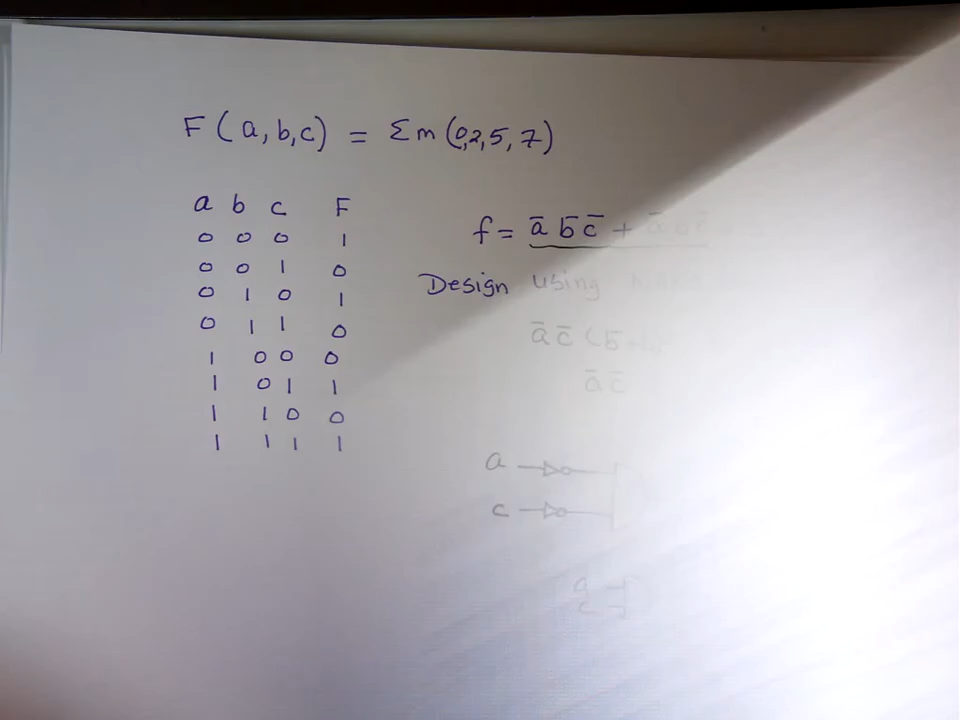 F(a,b,c) = Σm(0,2,5,7)
a b c F
0 0 0 1
0 0 1 0
0 1 0 1
0 1 1 0
1 0 0 0
1 0 1 1
1 1 0 0
1 1 1 1
f = a̅ b̅ c̅ + a̅ b c̅
Design using
a̅ c̅ (b̅
a̅ c̅
a
c
a
c